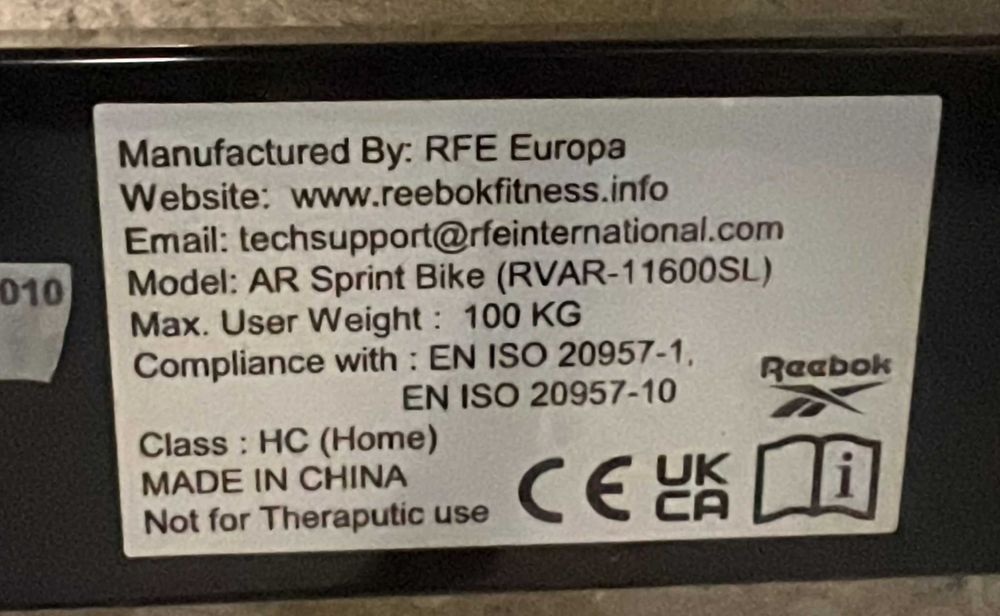 Manufactured By: RFE Europa
Website: www.reebokfitness.info
Email: techsupport@rfeinternational.com
Model: AR Sprint Bike (RVAR-11600SL)
010
Max. User Weight : 100 KG
Compliance with : EN ISO 20957-1,
EN ISO 20957-10
Reebok
Class : HC (Home)
MADE IN CHINA
Not for Theraputic use
CE
UK
CA
i